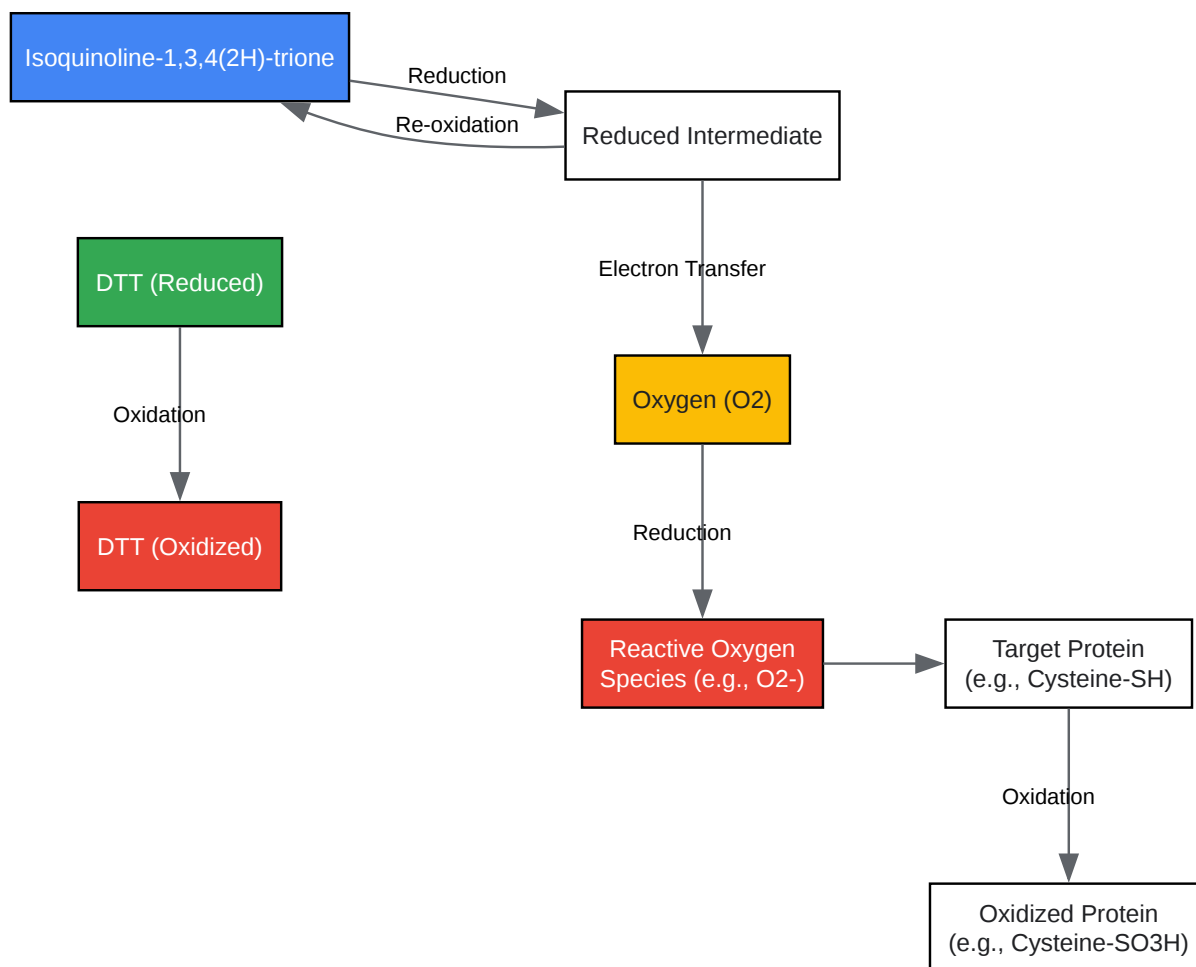 Isoquinoline-1,3,4(2H)-trione
Reduction
Re-oxidation
Reduced Intermediate
Electron Transfer
DTT (Reduced)
Oxidation
DTT (Oxidized)
Oxygen (O2)
Reduction
Reactive Oxygen
Species (e.g., O2-)
Target Protein
(e.g., Cysteine-SH)
Oxidation
Oxidized Protein
(e.g., Cysteine-SO3H)